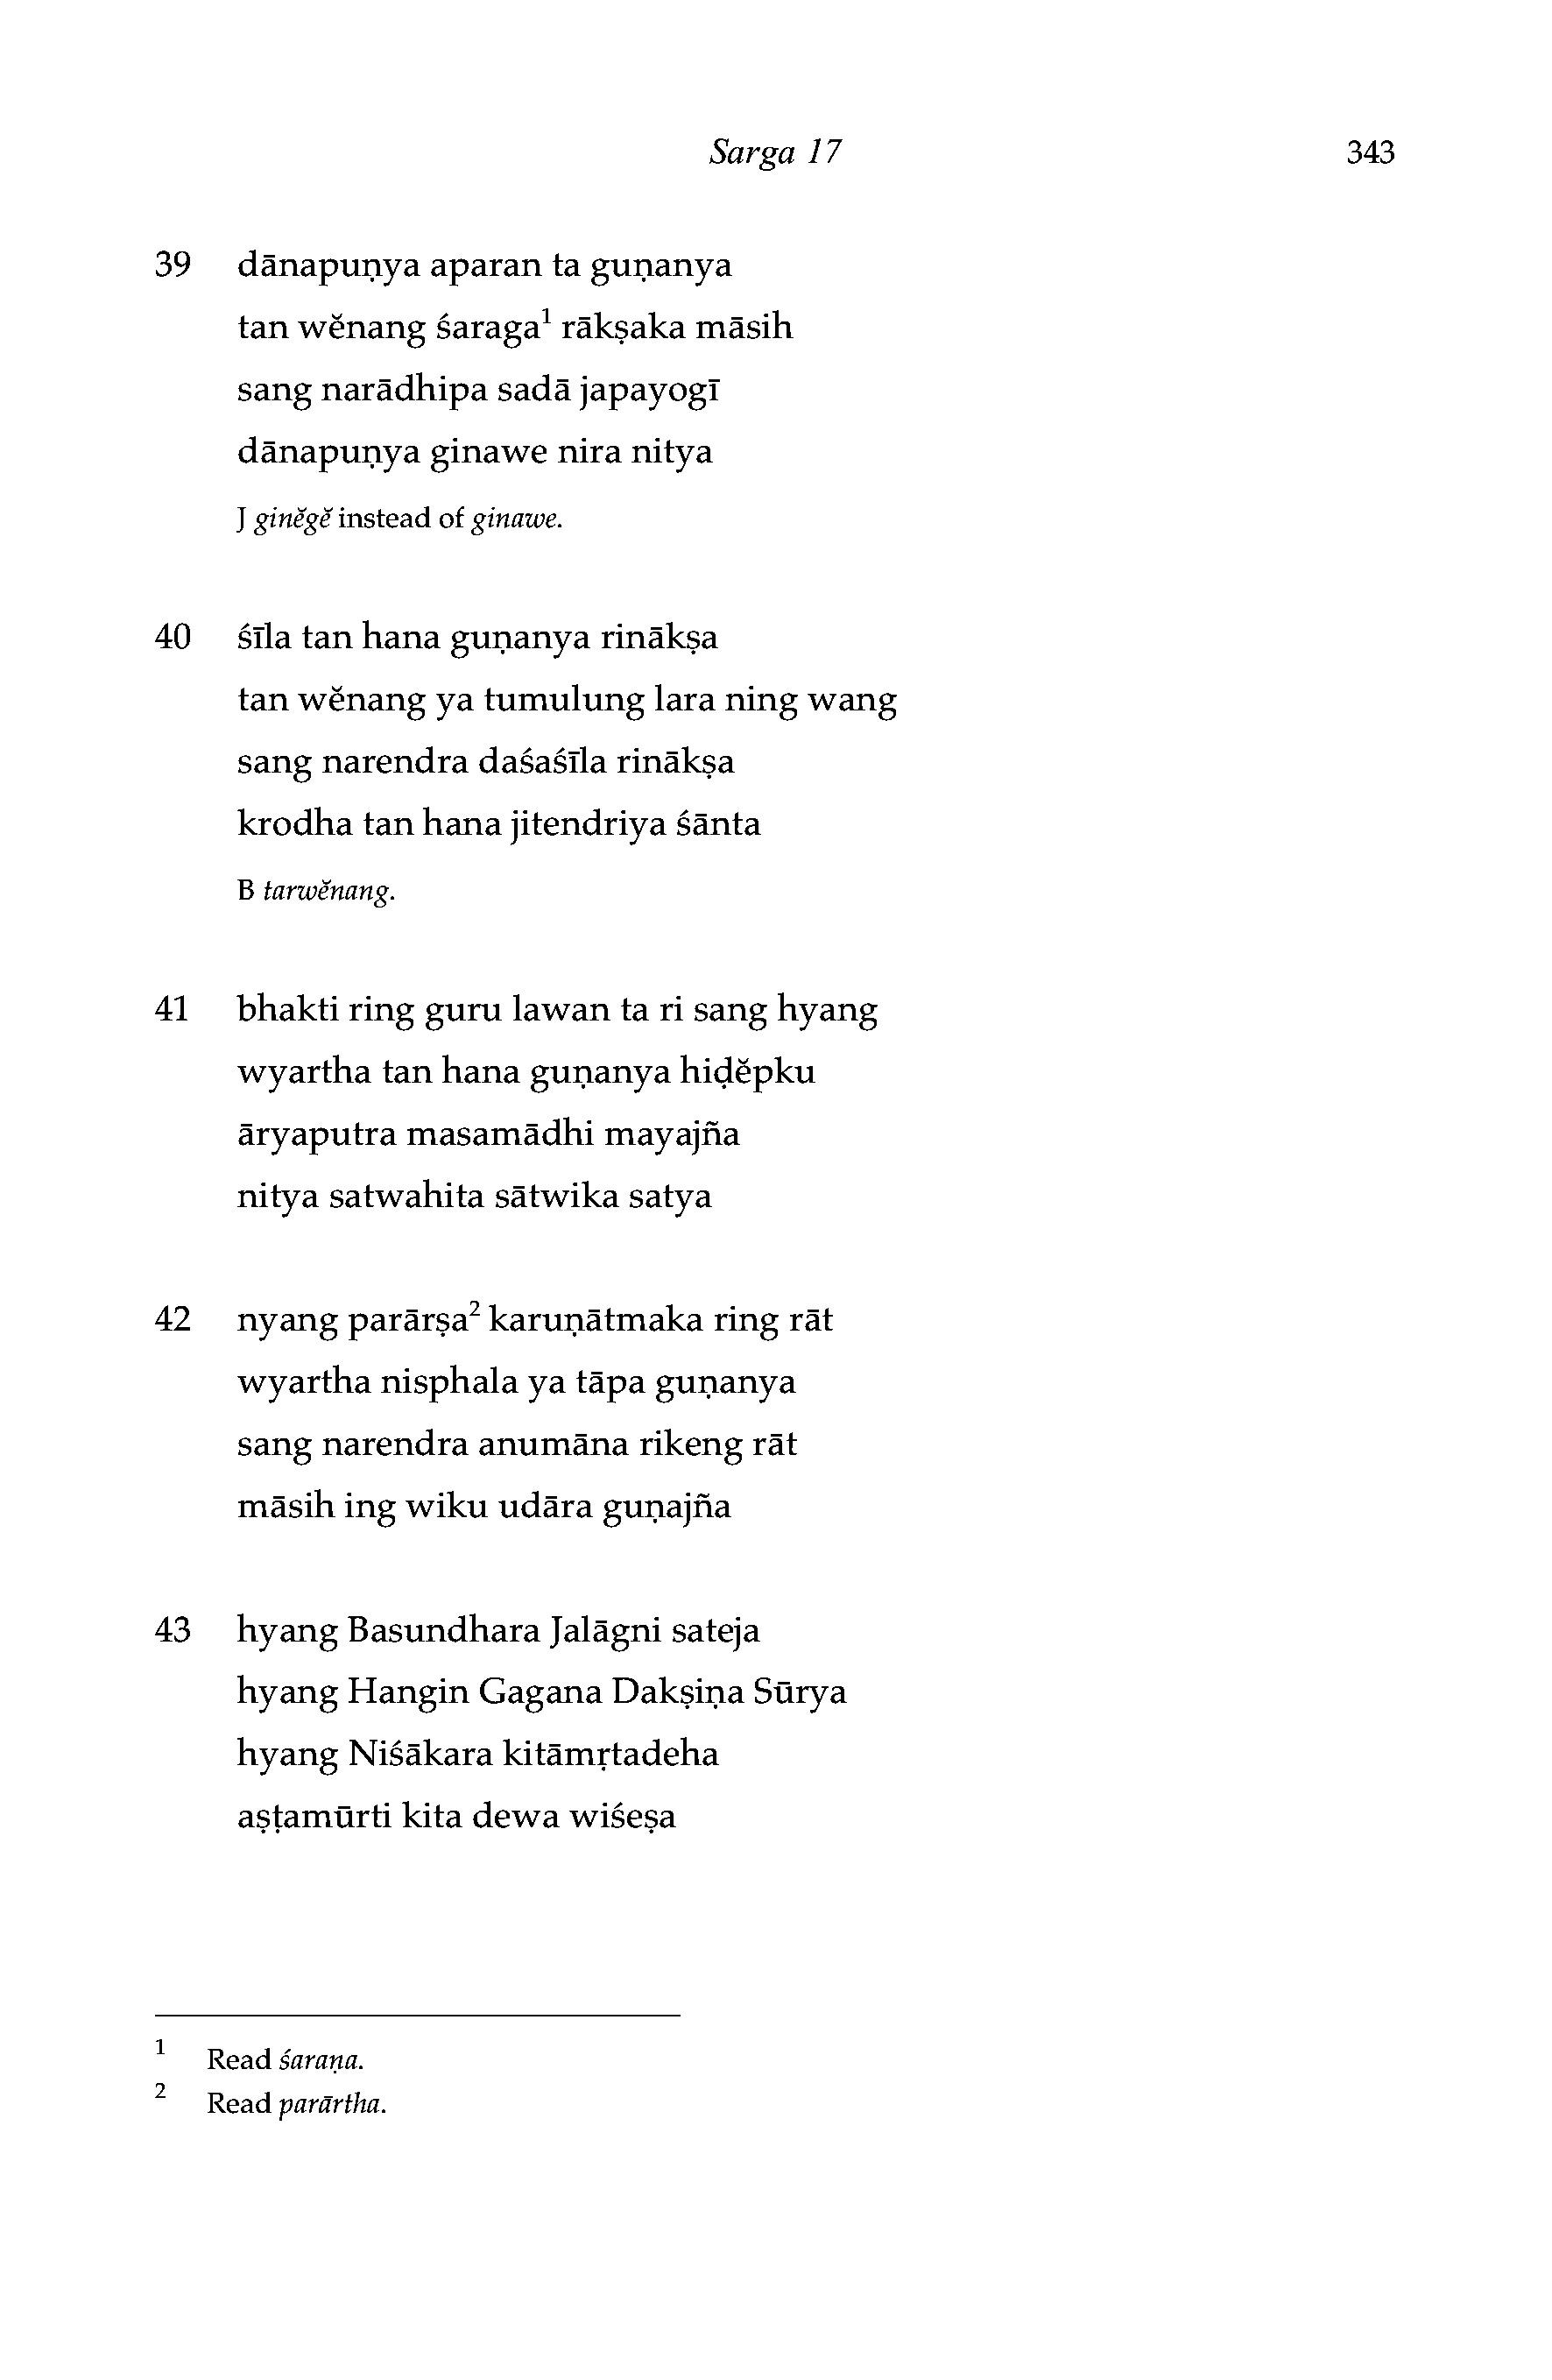 Sarga 17 343
39 dānapuṇya aparan ta guṇanya
tan wĕnang śaraga¹ rākṣaka māsih
sang narādhipa sadā japayogī
dānapuṇya ginawe nira nitya
J ginĕgĕ instead of ginawe.
40 śīla tan hana guṇanya rinākṣa
tan wĕnang ya tumulung lara ning wang
sang narendra daśaśīla rinākṣa
krodha tan hana jitendriya śānta
B tarwĕnang.
41 bhakti ring guru lawan ta ri sang hyang
wyartha tan hana guṇanya hiḍĕpku
āryaputra masamādhi mayajña
nitya satwahita sātwika satya
42 nyang parārṣa² karuṇātmaka ring rāt
wyartha nisphala ya tāpa guṇanya
sang narendra anumāna rikeng rāt
māsih ing wiku udāra guṇajña
43 hyang Basundhara Jalāgni sateja
hyang Hangin Gagana Dakṣiṇa Sūrya
hyang Niśākara kitāmṛtadeha
aṣṭamūrti kita dewa wiśeṣa
1 Read śaraṇa.
2 Read parārtha.